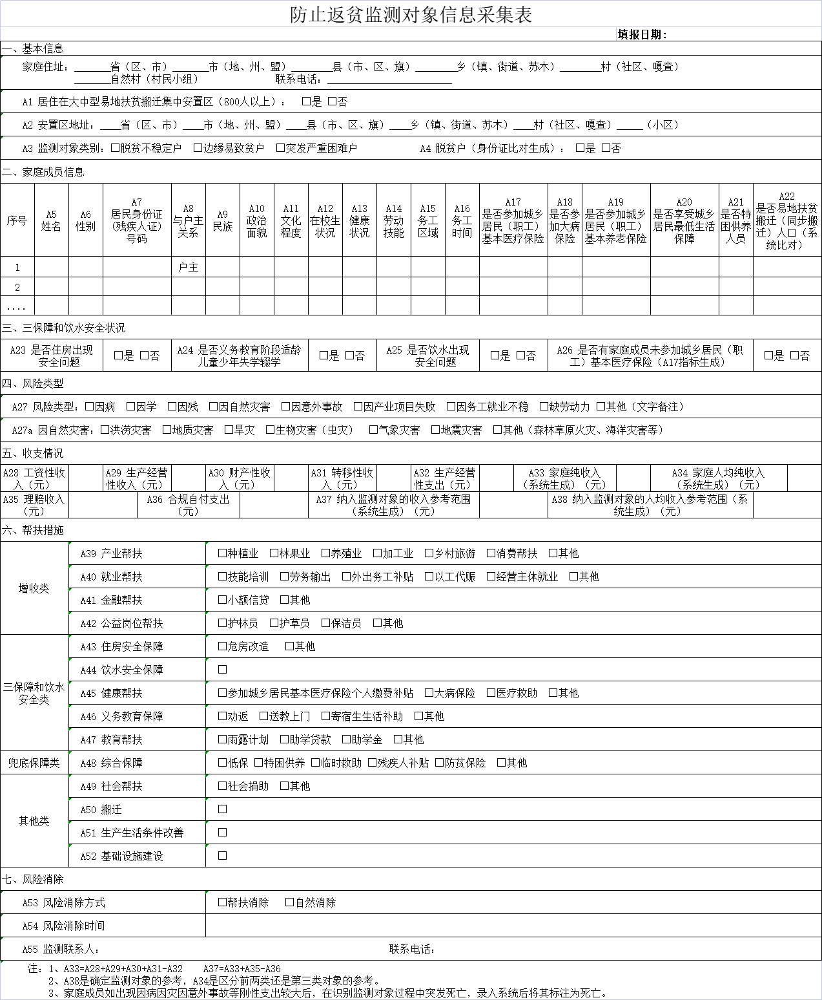 防止返贫监测对象信息采集表
填报日期:
一、基本信息
家庭住址:_______省（区、市）_______市（地、州、盟）________县（市、区、旗）________乡（镇、街道、苏木）________村（社区、嘎查）
_______自然村（村民小组） 联系电话:________________________
A1 居住在大中型易地扶贫搬迁集中安置区（800人以上）： □是 □否
A2 安置区地址:____省（区、市）____市（地、州、盟）____县（市、区、旗）____乡（镇、街道、苏木）____村（社区、嘎查）_____（小区）
A3 监测对象类别:□脱贫不稳定户 □边缘易致贫户 □突发严重困难户 A4 脱贫户（身份证比对生成）： □是 □否
二、家庭成员信息
序号
A5
姓名
A6
性别
A7
居民身份证
（残疾人证）
号码
A8
与户主
关系
A9
民族
A10
政治
面貌
A11
文化
程度
A12
在校生
状况
A13
健康
状况
A14
劳动
技能
A15
务工
区域
A16
务工
时间
A17
是否参加城乡
居民（职工）
基本医疗保险
A18
是否参
加大病
保险
A19
是否参加城乡
居民（职工）
基本养老保险
A20
是否享受城乡
居民最低生活
保障
A21
是否特
困供养
人员
A22
是否易地扶贫
搬迁（同步搬
迁）人口（系
统比对）
1 户主
2
....
三、三保障和饮水安全状况
A23 是否住房出现
安全问题
□是 □否
A24 是否义务教育阶段适龄
儿童少年失学辍学
□是 □否
A25 是否饮水出现
安全问题
□是 □否
A26 是否有家庭成员未参加城乡居民（职
工）基本医疗保险（A17指标生成）
□是 □否
四、风险类型
A27 风险类型:□因病 □因学 □因残 □因自然灾害 □因意外事故 □因产业项目失败 □因务工就业不稳 □缺劳动力 □其他（文字备注）
A27a 因自然灾害:□洪涝灾害 □地质灾害 □旱灾 □生物灾害（虫灾） □气象灾害 □地震灾害 □其他（森林草原火灾、海洋灾害等）
五、收支情况
A28 工资性收
入（元）
A29 生产经营
性收入（元）
A30 财产性收
入（元）
A31 转移性收
入（元）
A32 生产经营
性支出（元）
A33 家庭纯收入
（系统生成）（元）
A34 家庭人均纯收入
（系统生成）（元）
A35 理赔收入
（元）
A36 合规自付支出
（元）
A37 纳入监测对象的收入参考范围
（系统生成）（元）
A38 纳入监测对象的人均收入参考范围（系
统生成）（元）
六、帮扶措施
增收类
A39 产业帮扶 □种植业 □林果业 □养殖业 □加工业 □乡村旅游 □消费帮扶 □其他
A40 就业帮扶 □技能培训 □劳务输出 □外出务工补贴 □以工代赈 □经营主体就业 □其他
A41 金融帮扶 □小额信贷 □其他
A42 公益岗位帮扶 □护林员 □护草员 □保洁员 □其他
三保障和饮水
安全类
A43 住房安全保障 □危房改造 □其他
A44 饮水安全保障 □
A45 健康帮扶 □参加城乡居民基本医疗保险个人缴费补贴 □大病保险 □医疗救助 □其他
A46 义务教育保障 □劝返 □送教上门 □寄宿生生活补助 □其他
A47 教育帮扶 □雨露计划 □助学贷款 □助学金 □其他
兜底保障类
A48 综合保障 □低保 □特困供养 □临时救助 □残疾人补贴 □防贫保险 □其他
其他类
A49 社会帮扶 □社会捐助 □其他
A50 搬迁 □
A51 生产生活条件改善 □
A52 基础设施建设 □
七、风险消除
A53 风险消除方式 □帮扶消除 □自然消除
A54 风险消除时间
A55 监测联系人: 联系电话:
注: 1、A33=A28+A29+A30+A31-A32 A37=A33+A35-A36
2、A38是确定监测对象的参考, A34是区分前两类还是第三类对象的参考。
3、家庭成员如出现因病因灾因意外事故等刚性支出较大后, 在识别监测对象过程中突发死亡, 录入系统后将其标注为死亡。